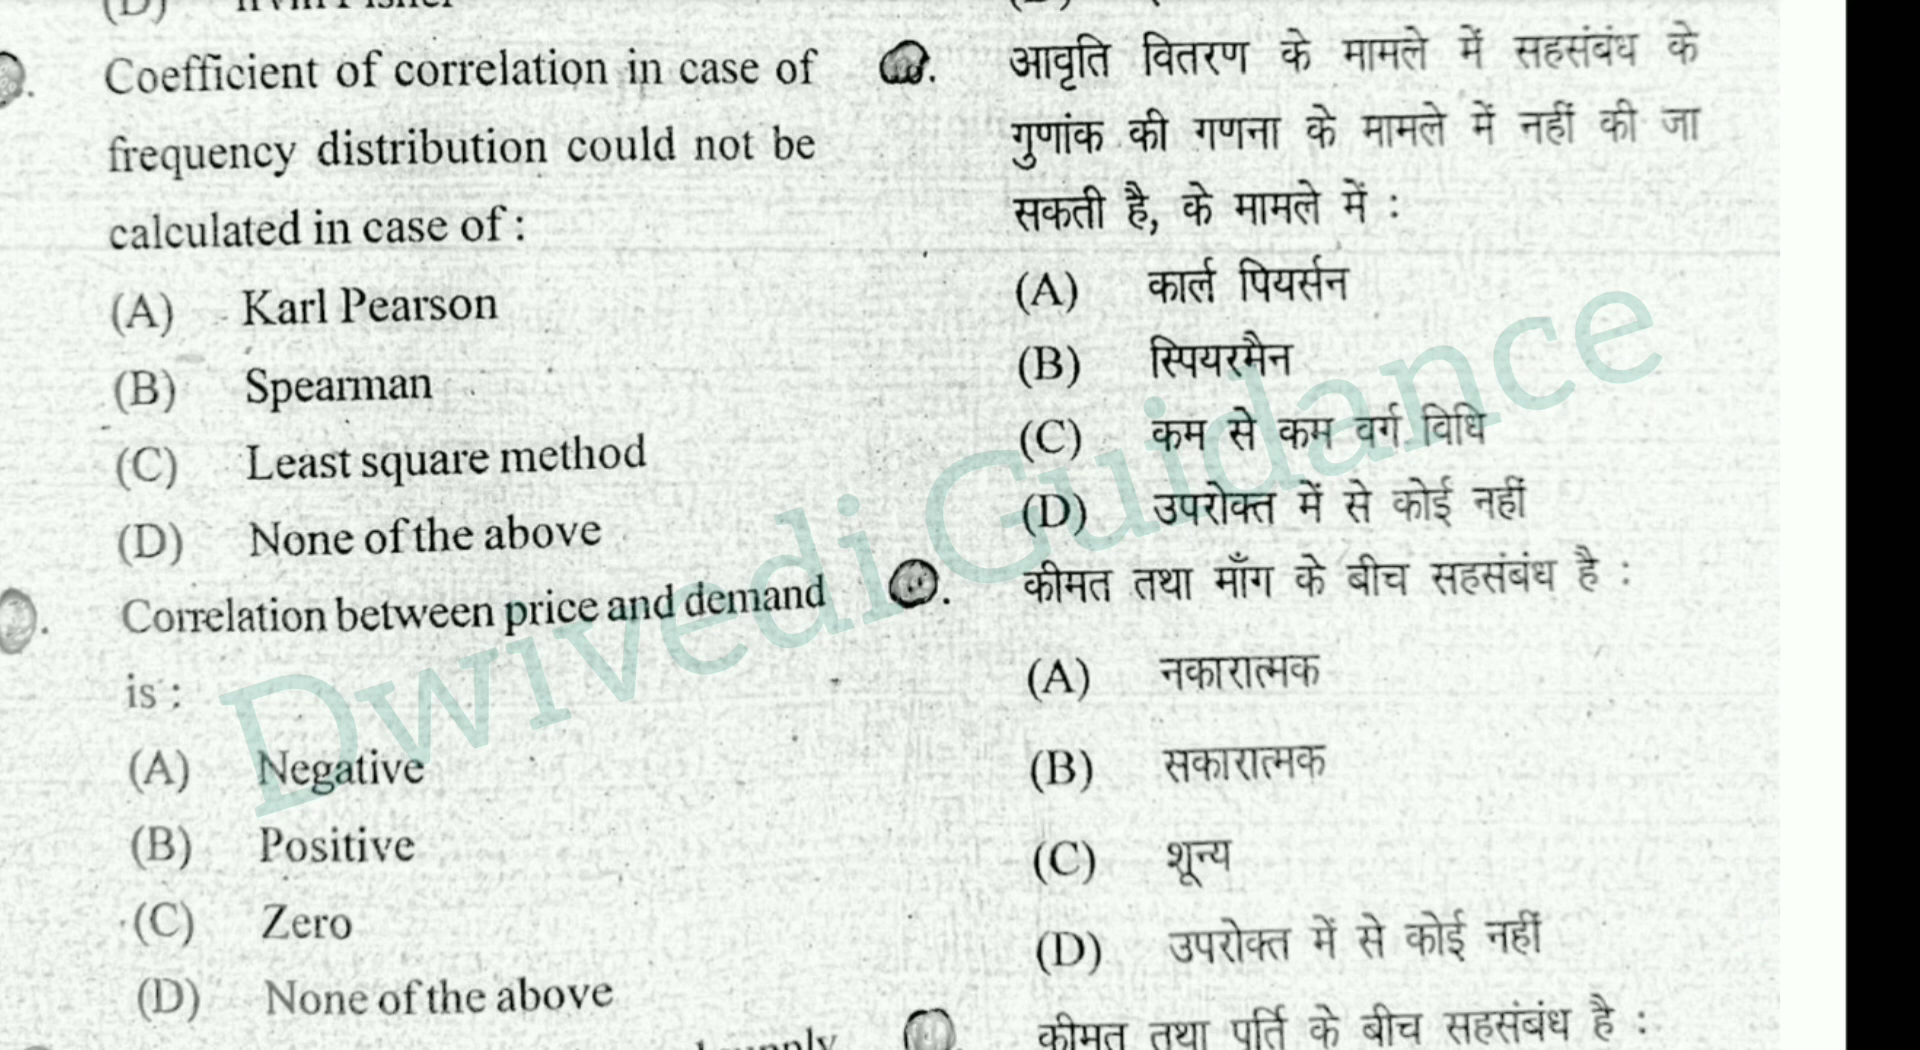 Coefficient of correlation in case of
frequency distribution could not be
calculated in case of :
(A) Karl Pearson
(B) Spearman
(C) Least square method
(D) None of the above
Correlation between price and demand
is :
(A) Negative
(B) Positive
(C) Zero
(D) None of the above
आवृति वितरण के मामले में सहसंबंध के
गुणांक की गणना के मामले में नहीं की जा
सकती है, के मामले में :
(A) कार्ल पियर्सन
(B) स्पियरमैन
(C) कम से कम वर्ग विधि
(D) उपरोक्त में से कोई नहीं
कीमत तथा माँग के बीच सहसंबंध है :
(A) नकारात्मक
(B) सकारात्मक
(C) शून्य
(D) उपरोक्त में से कोई नहीं
कीमत तथा पूर्ति के बीच सहसंबंध है :
Dwivedi Guidance